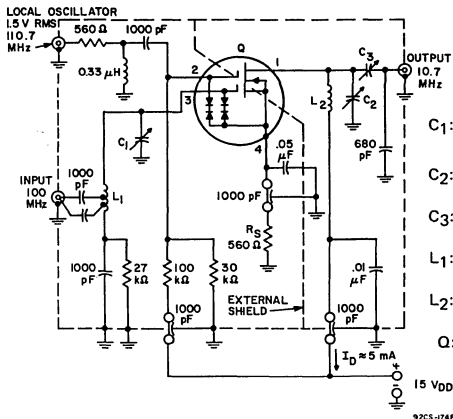 LOCAL OSCILLATOR
1.5 V RMS
110.7
MHz
560 Ω
1000 pF
0.33 μH
Q
1
2
3
4
C3
OUTPUT
10.7
MHz
L2
C2
680
pF
C1
.05
μF
1000 pF
RS
560 Ω
INPUT
100
MHz
1000
pF
L1
1000
pF
27
kΩ
100
kΩ
30
kΩ
EXTERNAL
SHIELD
.01
μF
1000
pF
1000
pF
ID ≈ 5 mA
+
-
15 VDD
C1:
C2:
C3:
L1:
L2:
Q: